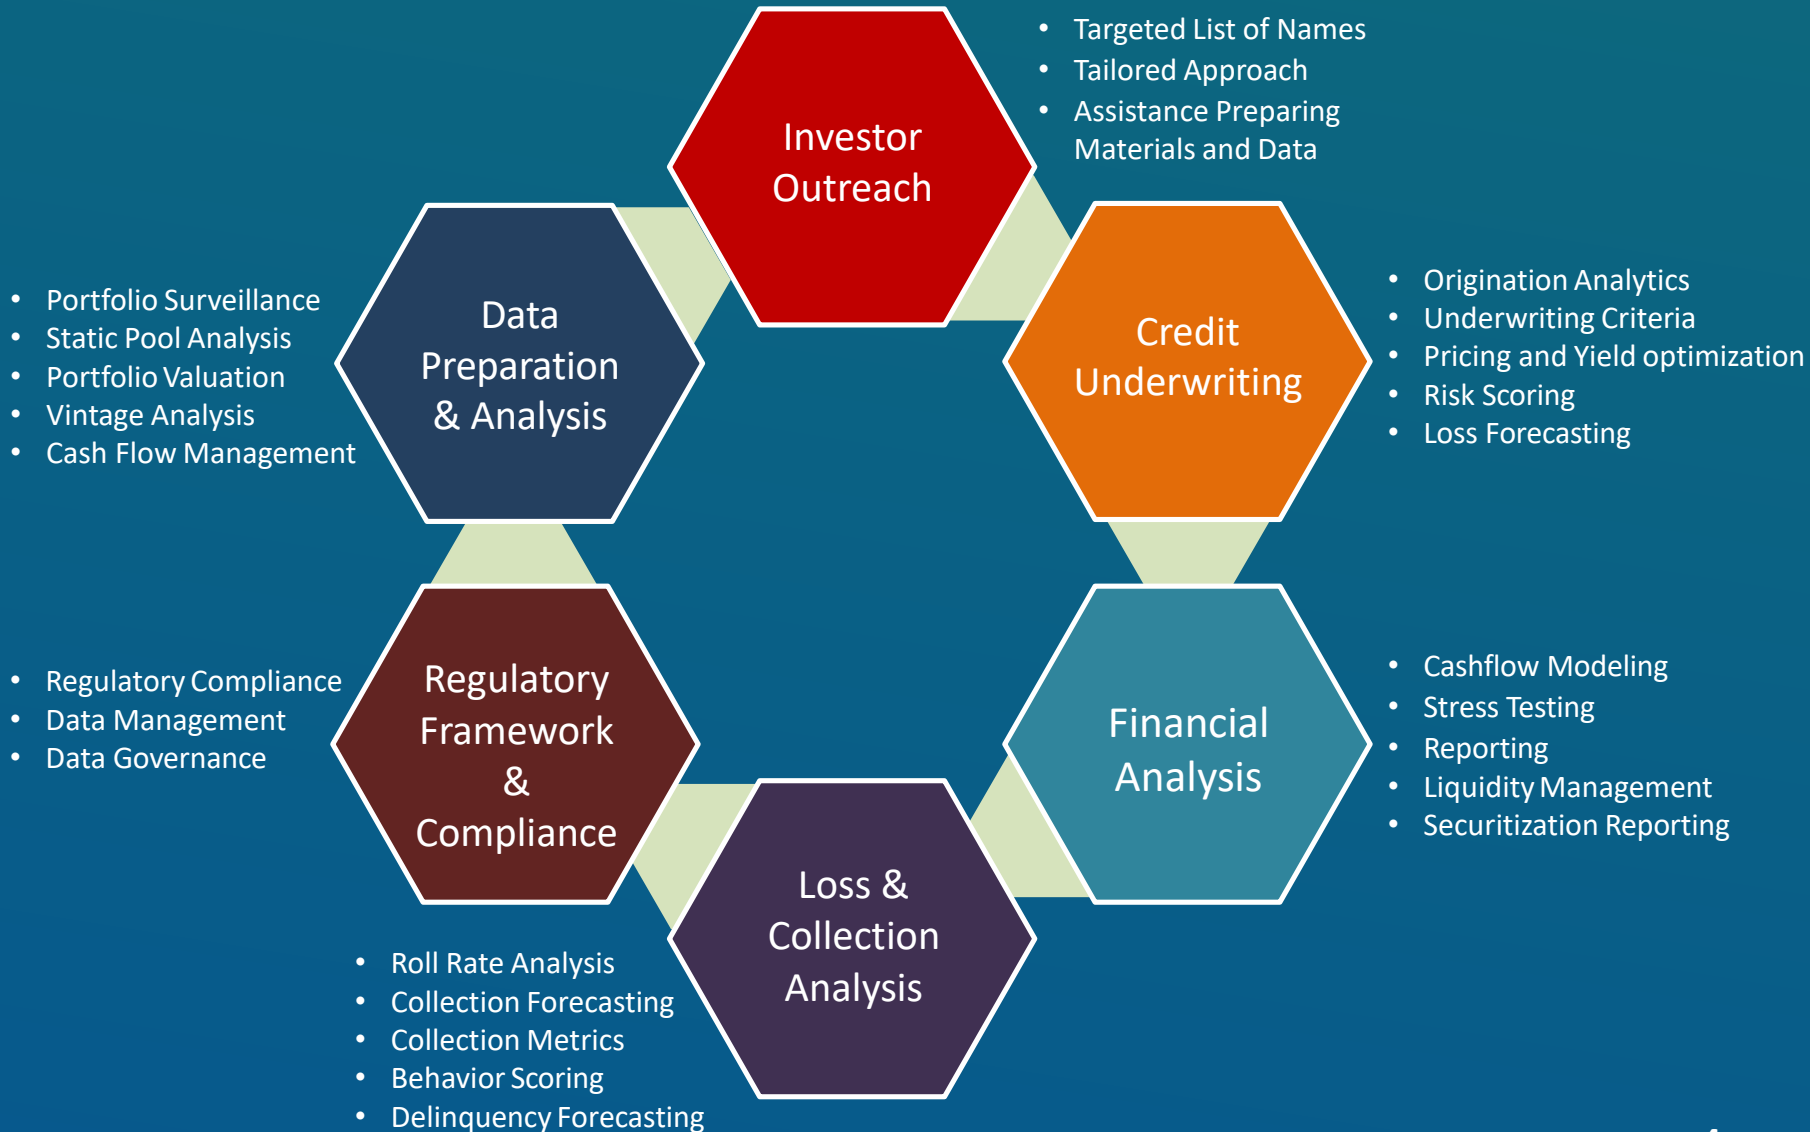 Investor
Outreach
• Targeted List of Names
• Tailored Approach
• Assistance Preparing
Materials and Data
Credit
Underwriting
• Origination Analytics
• Underwriting Criteria
• Pricing and Yield optimization
• Risk Scoring
• Loss Forecasting
Financial
Analysis
• Cashflow Modeling
• Stress Testing
• Reporting
• Liquidity Management
• Securitization Reporting
Loss &
Collection
Analysis
• Roll Rate Analysis
• Collection Forecasting
• Collection Metrics
• Behavior Scoring
• Delinquency Forecasting
Regulatory
Framework
&
Compliance
• Regulatory Compliance
• Data Management
• Data Governance
Data
Preparation
& Analysis
• Portfolio Surveillance
• Static Pool Analysis
• Portfolio Valuation
• Vintage Analysis
• Cash Flow Management